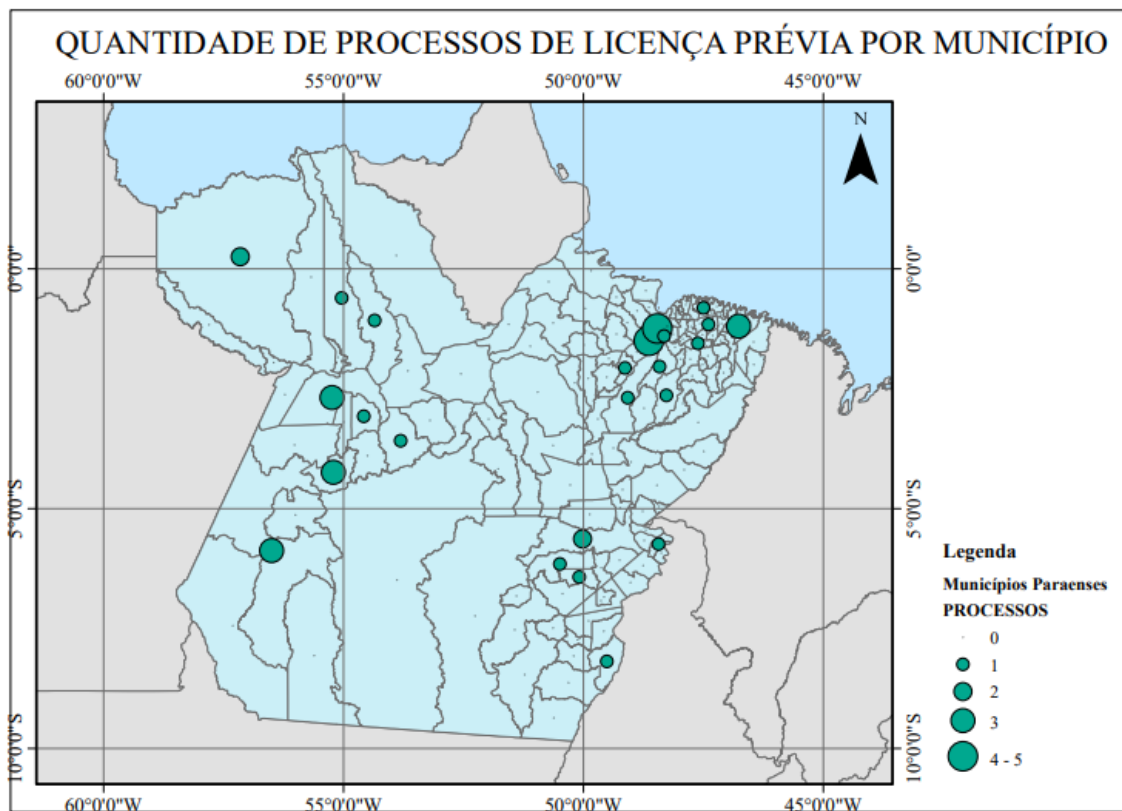 QUANTIDADE DE PROCESSOS DE LICENÇA PRÉVIA POR MUNICÍPIO
60°0'0"W 55°0'0"W 50°0'0"W 45°0'0"W
N
0°0'0" 0°0'0"
5°0'0"S 5°0'0"S
10°0'0"S 10°0'0"S
60°0'0"W 55°0'0"W 50°0'0"W 45°0'0"W
Legenda
Municípios Paraenses
PROCESSOS
0
1
2
3
4 - 5